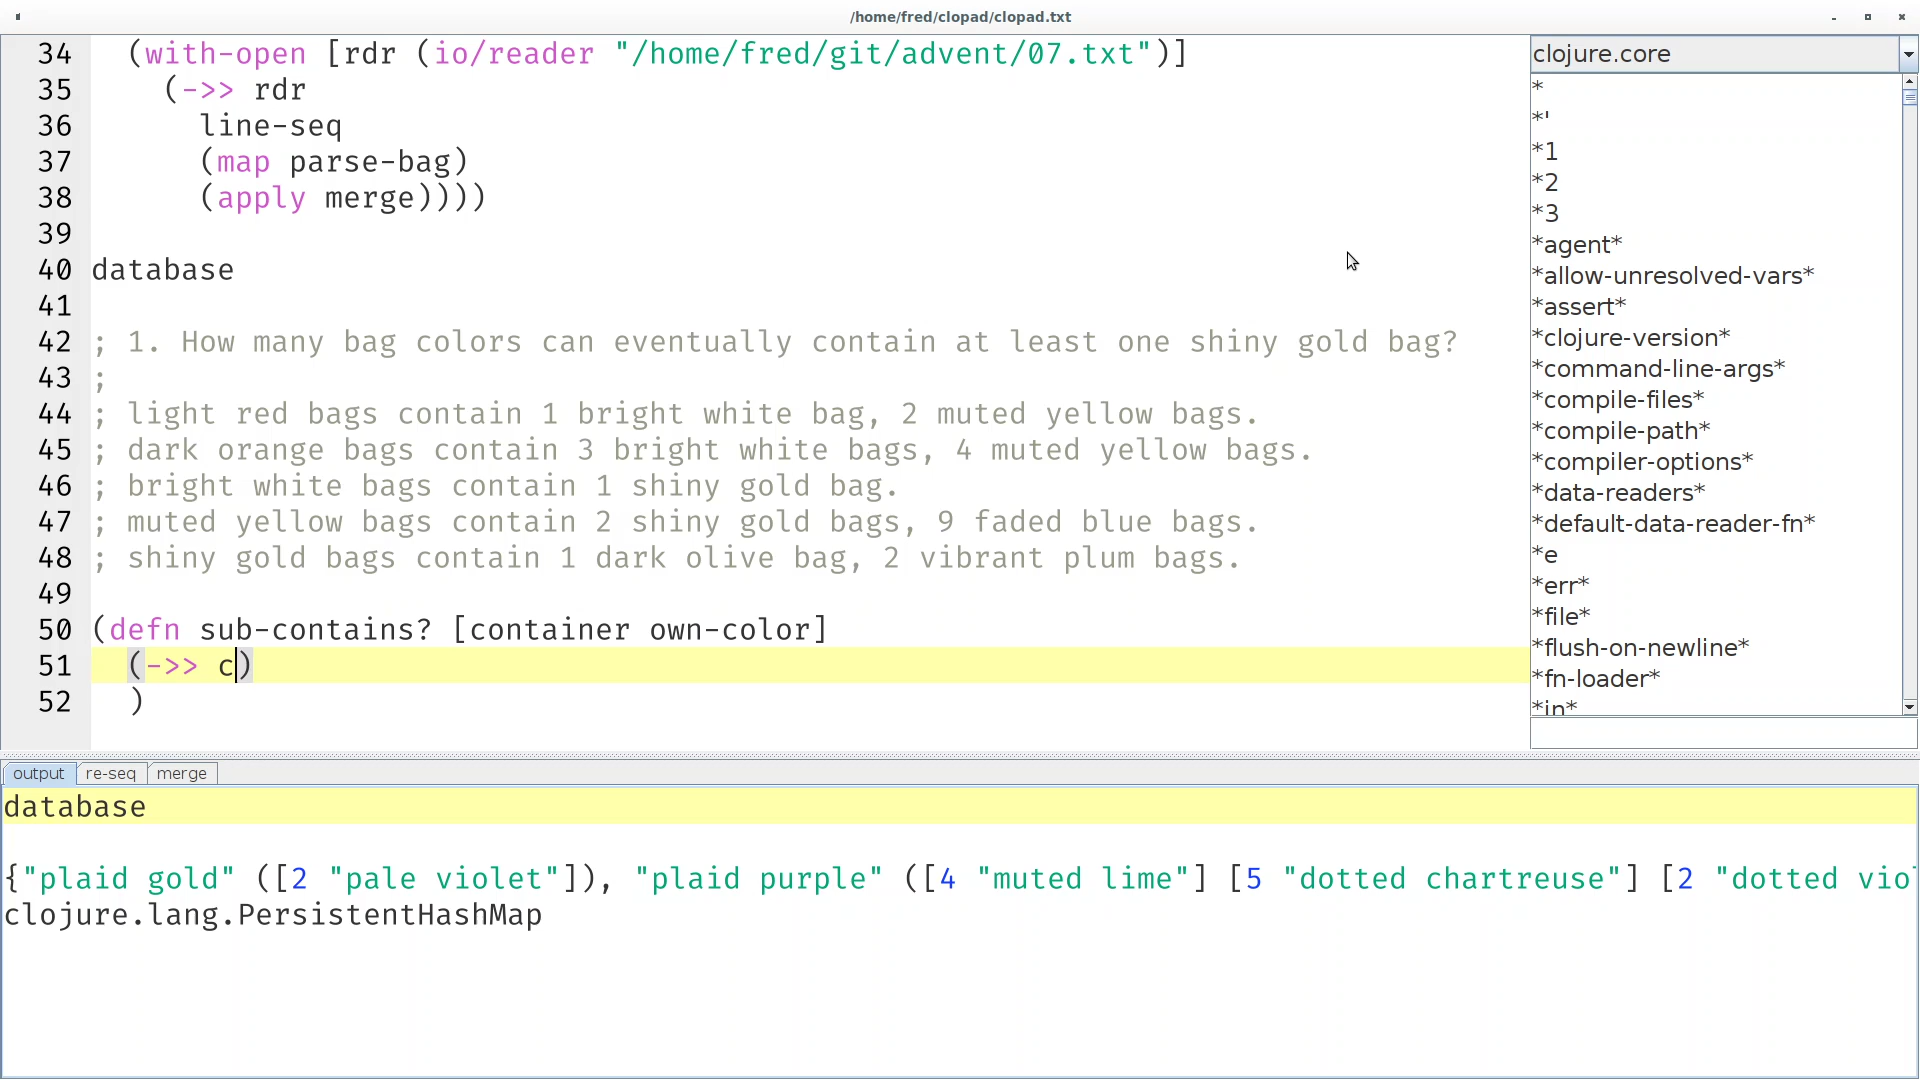 /home/fred/clopad/clopad.txt
34 (with-open [rdr (io/reader "/home/fred/git/advent/07.txt")]
35 (->> rdr
36 line-seq
37 (map parse-bag)
38 (apply merge))))
39
40 database
41
42 ; 1. How many bag colors can eventually contain at least one shiny gold bag?
43 ;
44 ; light red bags contain 1 bright white bag, 2 muted yellow bags.
45 ; dark orange bags contain 3 bright white bags, 4 muted yellow bags.
46 ; bright white bags contain 1 shiny gold bag.
47 ; muted yellow bags contain 2 shiny gold bags, 9 faded blue bags.
48 ; shiny gold bags contain 1 dark olive bag, 2 vibrant plum bags.
49
50 (defn sub-contains? [container own-color]
51 (->> c)
52 )
clojure.core
*
*'
*1
*2
*3
*agent*
*allow-unresolved-vars*
*assert*
*clojure-version*
*command-line-args*
*compile-files*
*compile-path*
*compiler-options*
*data-readers*
*default-data-reader-fn*
*e
*err*
*file*
*flush-on-newline*
*fn-loader*
*in*
output re-seq merge
database
{"plaid gold" ([2 "pale violet"]), "plaid purple" ([4 "muted lime"] [5 "dotted chartreuse"] [2 "dotted vio
clojure.lang.PersistentHashMap